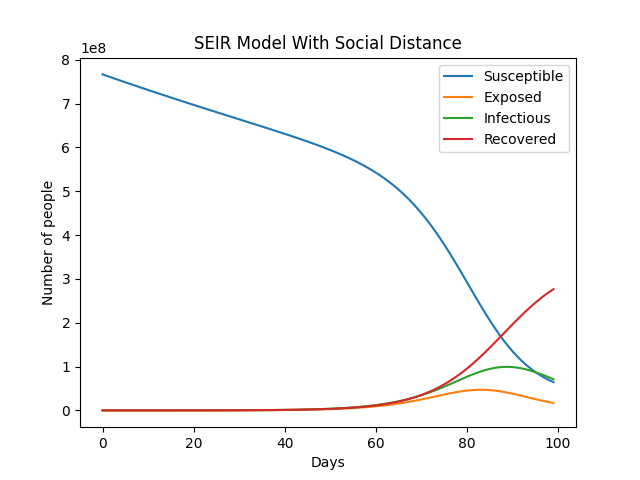 SEIR Model With Social Distance
1e8
8
7
6
5
4
3
2
1
0
Number of people
Susceptible
Exposed
Infectious
Recovered
0 20 40 60 80 100
Days